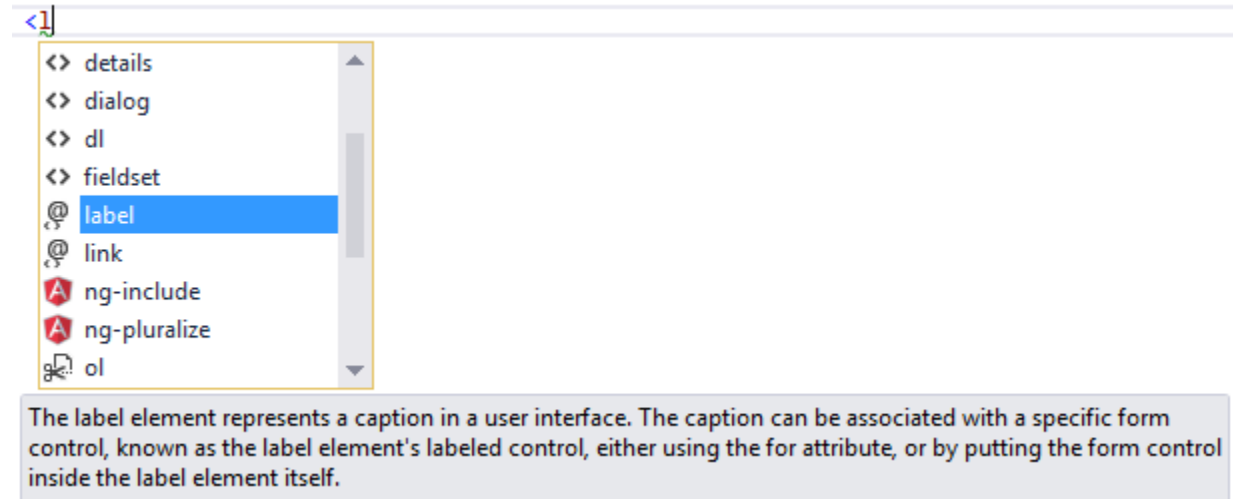 <l
details
dialog
dl
fieldset
label
link
ng-include
ng-pluralize
ol
The label element represents a caption in a user interface. The caption can be associated with a specific form
control, known as the label element's labeled control, either using the for attribute, or by putting the form control
inside the label element itself.